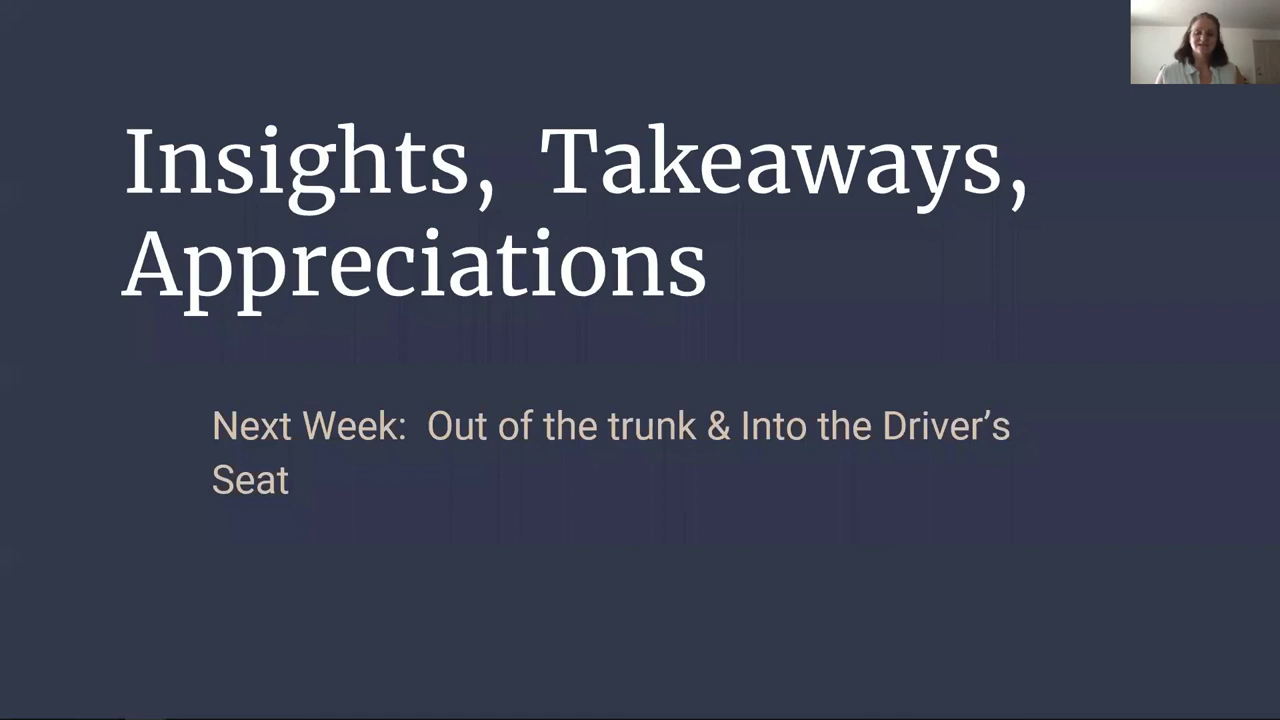 Insights, Takeaways,
Appreciations
Next Week: Out of the trunk & Into the Driver’s
Seat